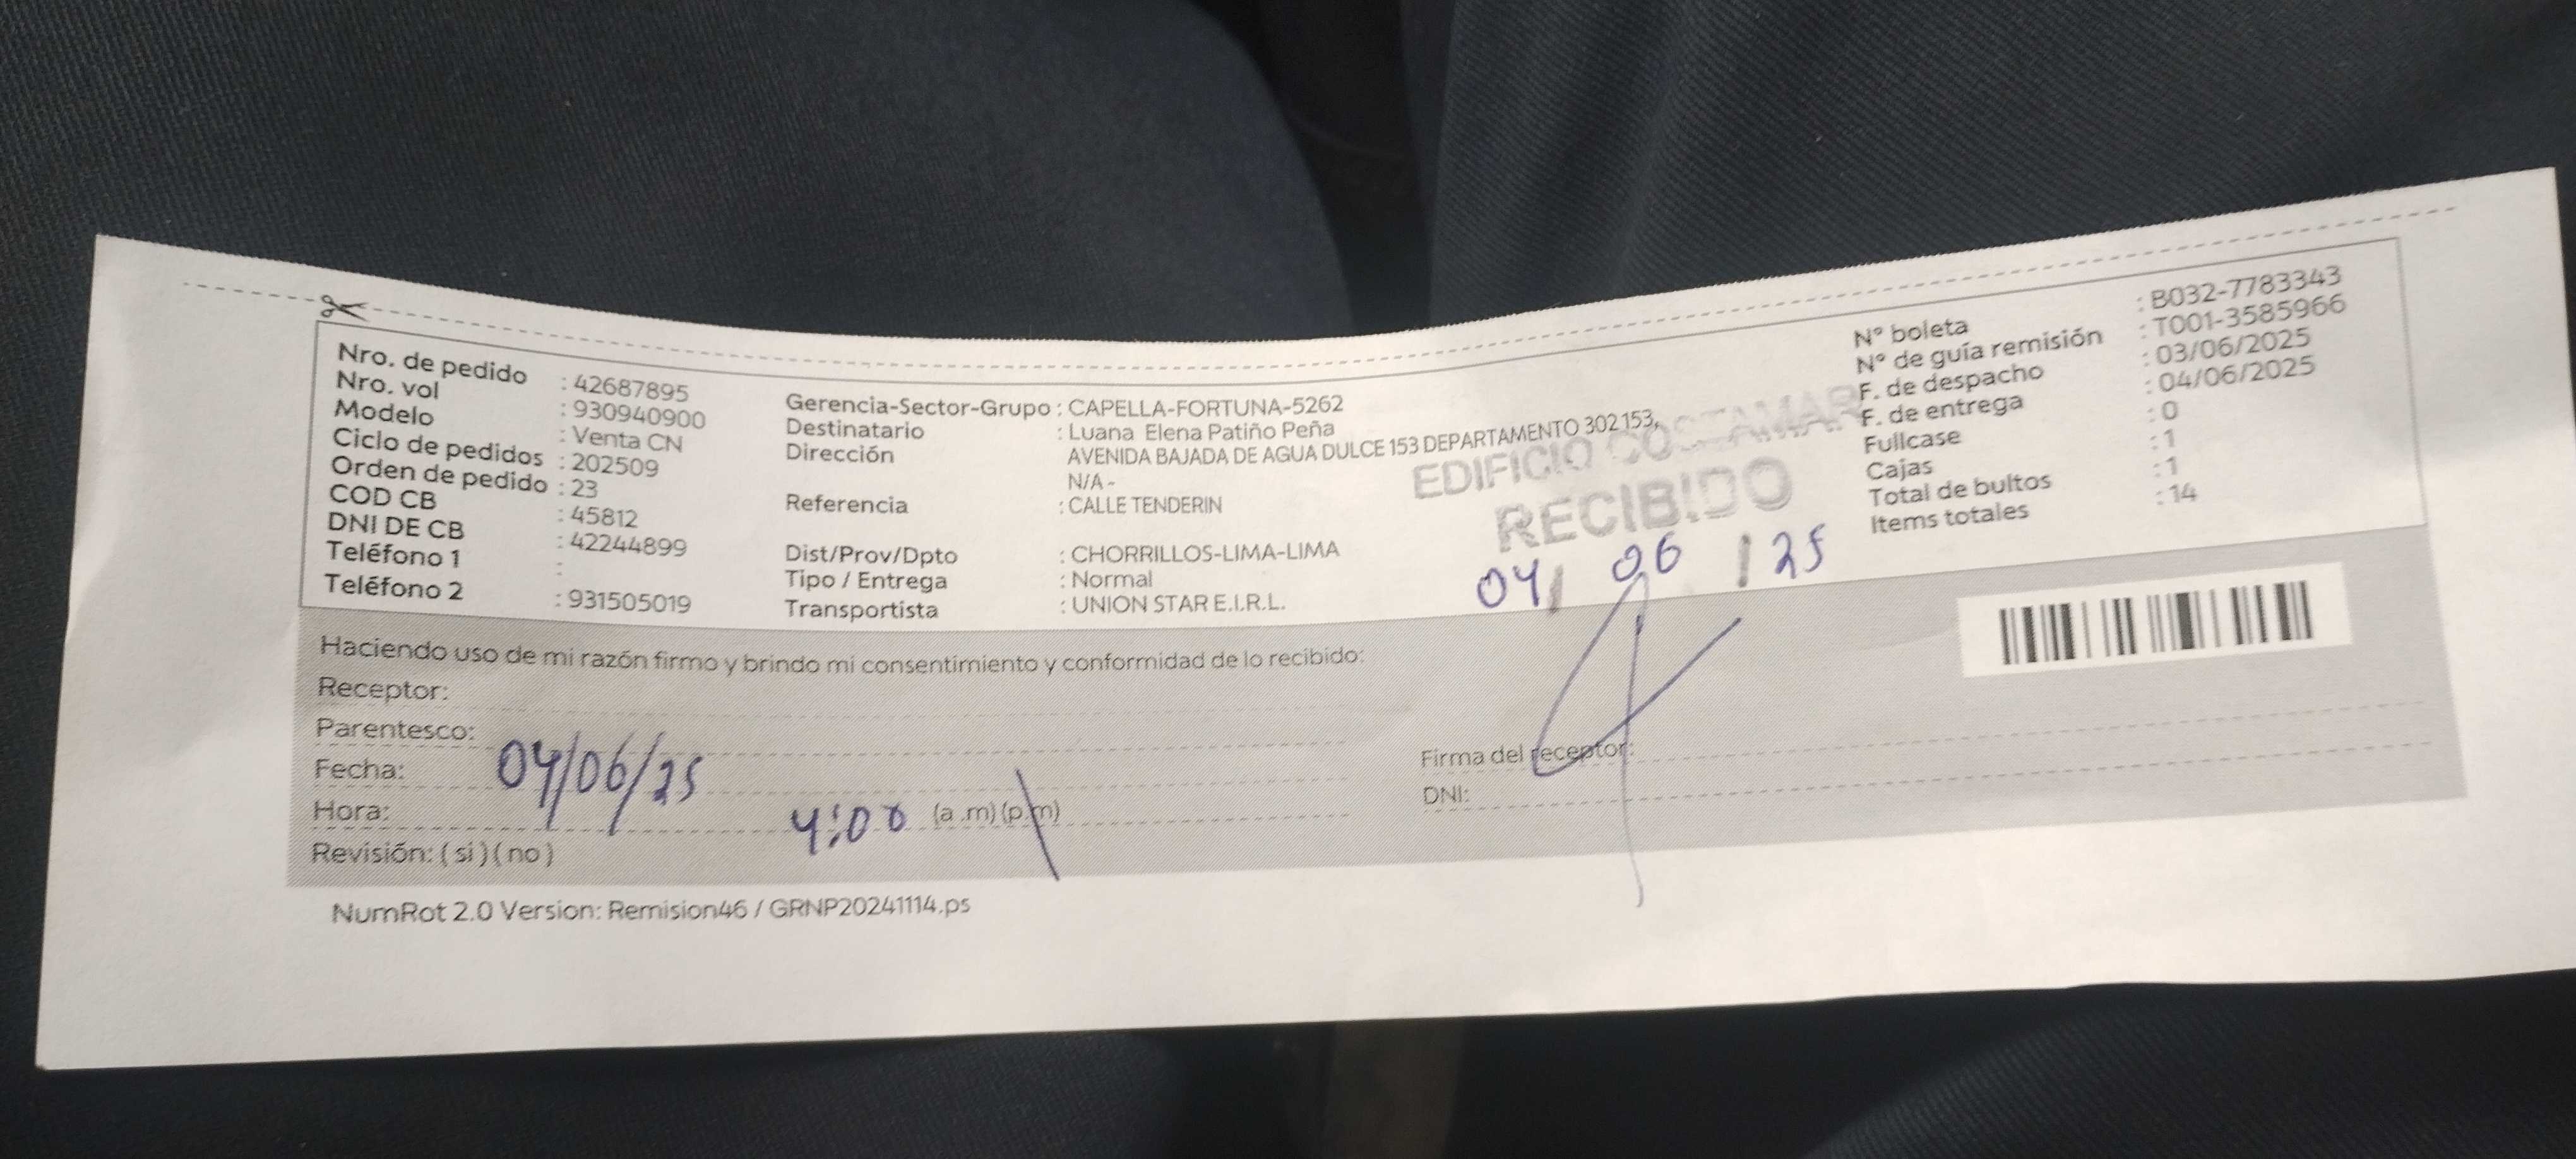 Nro. de pedido : 42687895
Nro. vol : 930940900
Modelo : Venta CN
Ciclo de pedidos : 202509
Orden de pedido : 23
COD CB : 45812
DNI DE CB : 42244899
Teléfono 1 :
Teléfono 2 : 931505019
Gerencia-Sector-Grupo : CAPELLA-FORTUNA-5262
Destinatario : Luana Elena Patiño Peña
Dirección AVENIDA BAJADA DE AGUA DULCE 153 DEPARTAMENTO 302 153,
N/A -
Referencia : CALLE TENDERIN
Dist/Prov/Dpto : CHORRILLOS-LIMA-LIMA
Tipo / Entrega : Normal
Transportista : UNION STAR E.I.R.L.
EDIFICIO COSTAMAR
RECIBIDO
04/ 06 / 25
N° boleta : B032-7783343
N° de guía remisión : T001-3585966
F. de despacho : 03/06/2025
F. de entrega : 04/06/2025
Fullcase : 0
Cajas : 1
Total de bultos : 1
Items totales : 14
Haciendo uso de mi razón firmo y brindo mi consentimiento y conformidad de lo recibido:
Receptor:
Parentesco:
Fecha: 04/06/25
Hora: 4:00 (a .m) (p.m)
Revisión: ( si ) ( no )
Firma del receptor:
DNI:
NumRot 2.0 Version: Remision46 / GRNP20241114.ps